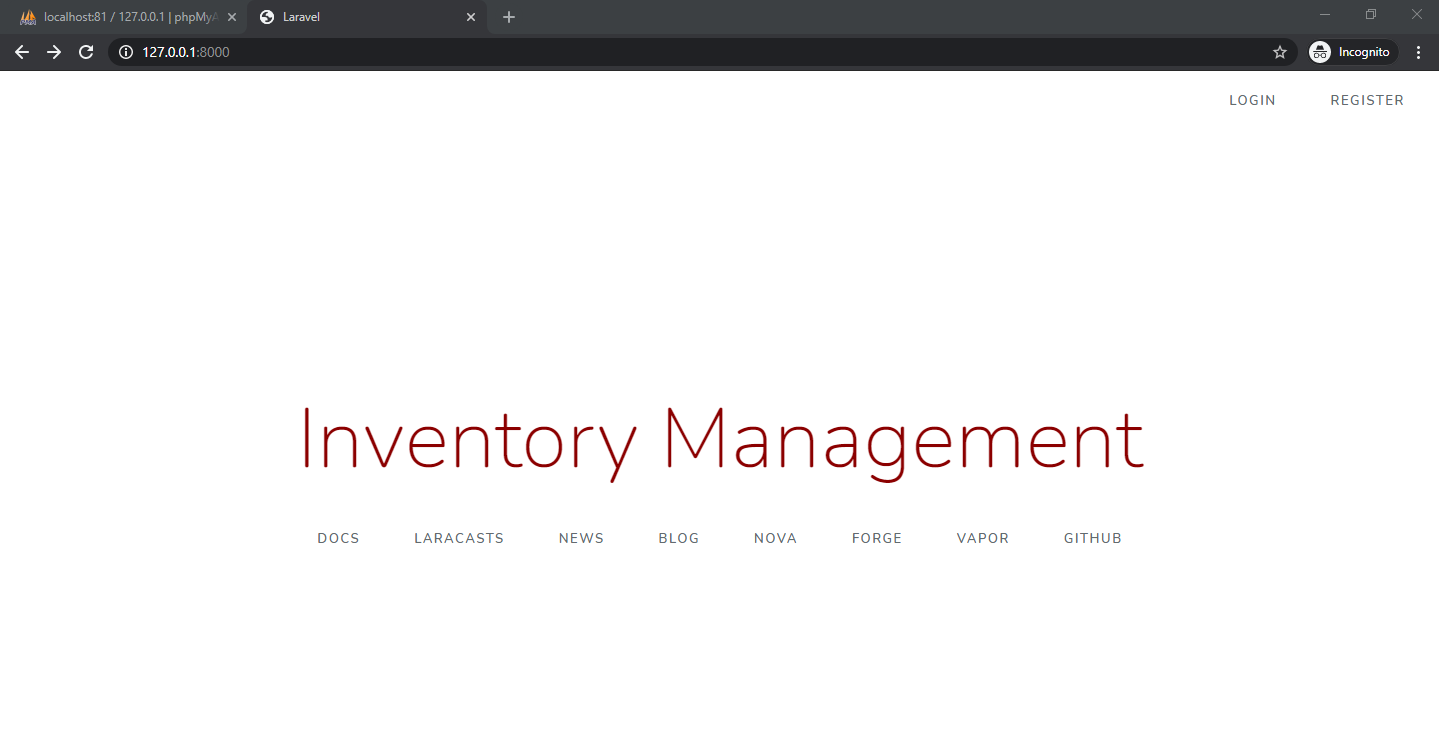 localhost:81 / 127.0.0.1 | phpMyA
Laravel
127.0.0.1:8000
Incognito
LOGIN REGISTER
Inventory Management
DOCS LARACASTS NEWS BLOG NOVA FORGE VAPOR GITHUB